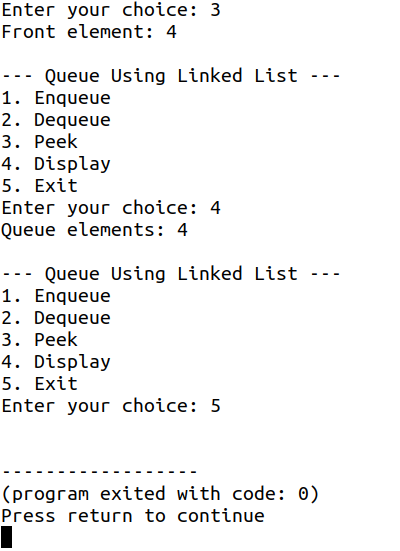 Enter your choice: 3
Front element: 4
--- Queue Using Linked List ---
1. Enqueue
2. Dequeue
3. Peek
4. Display
5. Exit
Enter your choice: 4
Queue elements: 4
--- Queue Using Linked List ---
1. Enqueue
2. Dequeue
3. Peek
4. Display
5. Exit
Enter your choice: 5
------------------
(program exited with code: 0)
Press return to continue